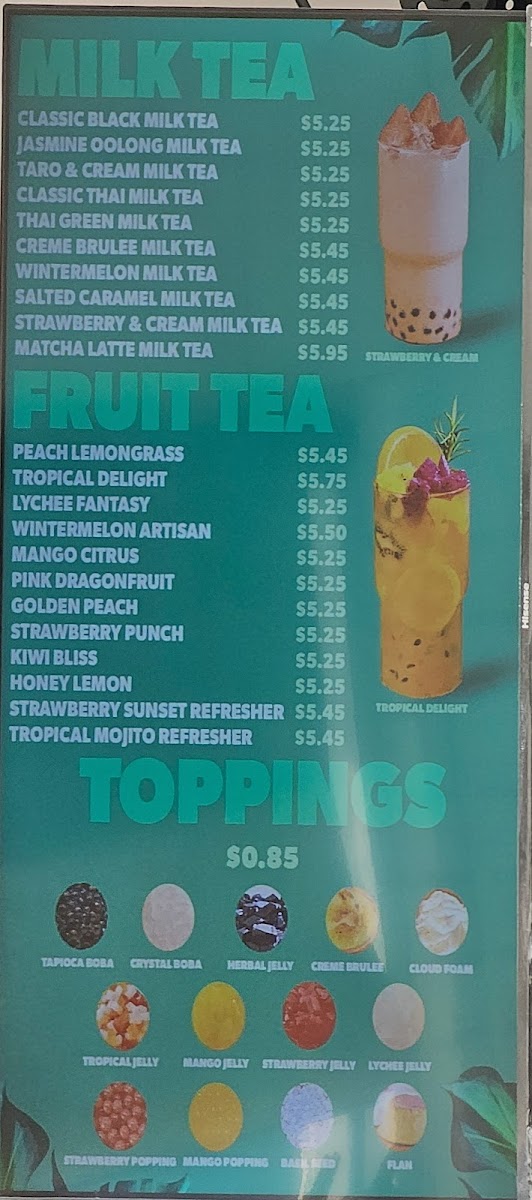 MILK TEA
CLASSIC BLACK MILK TEA $5.25
JASMINE OOLONG MILK TEA $5.25
TARO & CREAM MILK TEA $5.25
CLASSIC THAI MILK TEA $5.25
THAI GREEN MILK TEA $5.25
CREME BRULEE MILK TEA $5.45
WINTERMELON MILK TEA $5.45
SALTED CARAMEL MILK TEA $5.45
STRAWBERRY & CREAM MILK TEA $5.45
MATCHA LATTE MILK TEA $5.95
STRAWBERRY & CREAM
FRUIT TEA
PEACH LEMONGRASS $5.45
TROPICAL DELIGHT $5.75
LYCHEE FANTASY $5.25
WINTERMELON ARTISAN $5.50
MANGO CITRUS $5.25
PINK DRAGONFRUIT $5.25
GOLDEN PEACH $5.25
STRAWBERRY PUNCH $5.25
KIWI BLISS $5.25
HONEY LEMON $5.25
STRAWBERRY SUNSET REFRESHER $5.45
TROPICAL MOJITO REFRESHER $5.45
TROPICAL DELIGHT
Hisense
TOPPINGS
$0.85
TAPIOCA BOBA CRYSTAL BOBA HERBAL JELLY CREME BRULEE CLOUD FOAM
TROPICAL JELLY MANGO JELLY STRAWBERRY JELLY LYCHEE JELLY
STRAWBERRY POPPING MANGO POPPING BASIL SEED FLAN